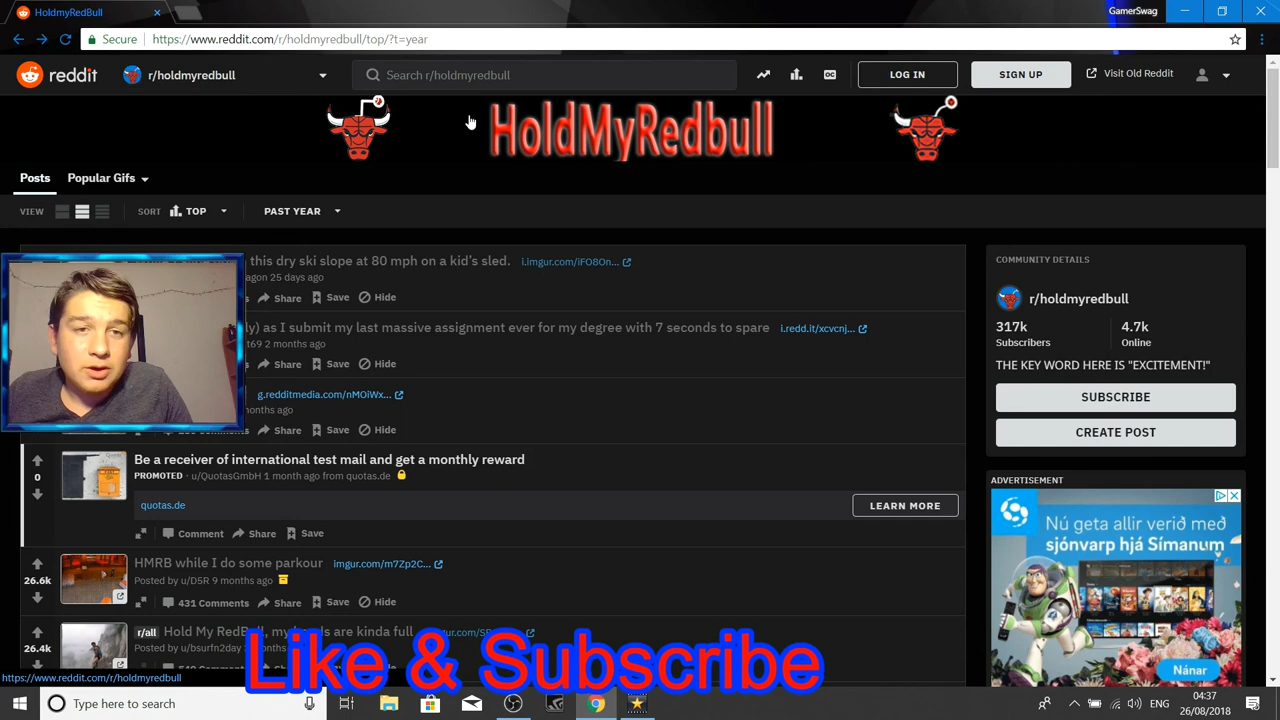 HoldmyRedBull
GamerSwag
Secure https://www.reddit.com/r/holdmyredbull/top/?t=year
reddit r/holdmyredbull Search r/holdmyredbull LOG IN SIGN UP Visit Old Reddit
HoldMyRedbull
Posts Popular Gifs
VIEW SORT TOP PAST YEAR
this dry ski slope at 80 mph on a kid's sled. i.imgur.com/iFO8On...
25 days ago
Share Save Hide
as I submit my last massive assignment ever for my degree with 7 seconds to spare i.redd.it/xcvcnj...
2 months ago
Share Save Hide
g.redditmedia.com/nMOiWx...
months ago
Share Save Hide
Be a receiver of international test mail and get a monthly reward
0 PROMOTED · u/QuotasGmbH 1 month ago from quotas.de
quotas.de LEARN MORE
Comment Share Save
HMRB while I do some parkour imgur.com/m7Zp2C...
26.6k Posted by u/D5R 9 months ago
431 Comments Share Save Hide
r/all Hold My RedBull, my hands are kinda full
26.4k Posted by u/bsurfn2day
COMMUNITY DETAILS
r/holdmyredbull
317k 4.7k
Subscribers Online
THE KEY WORD HERE IS "EXCITEMENT!"
SUBSCRIBE
CREATE POST
ADVERTISEMENT
Nú geta allir verið með
sjónvarp hjá Símanum
Nánar
Like & Subscribe
https://www.reddit.com/r/holdmyredbull
Type here to search
ENG
04:37
26/08/2018